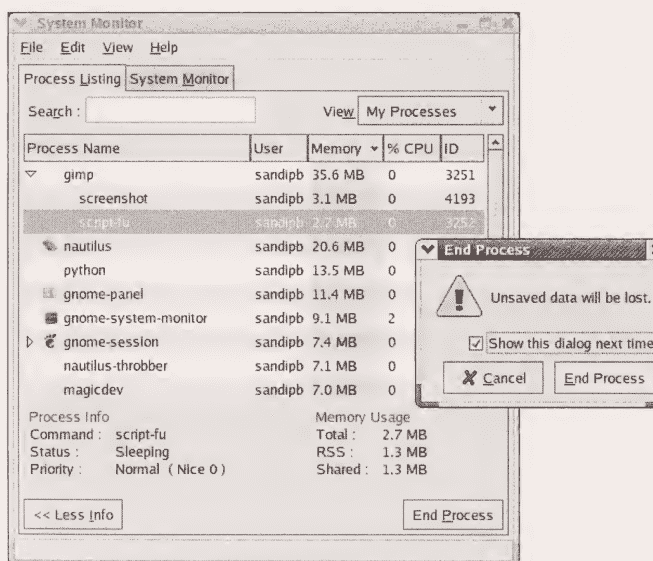 System Monitor
File Edit View Help
Process Listing System Monitor
Search : View My Processes
Process Name User Memory % CPU ID
gimp sandipb 35.6 MB 0 3251
screenshot sandipb 3.1 MB 0 4193
script-fu sandipb 2.7 MB 0 3252
nautilus sandipb 20.6 MB 0
python sandipb 13.5 MB 0
gnome-panel sandipb 11.4 MB 0
gnome-system-monitor sandipb 9.1 MB 2
gnome-session sandipb 7.4 MB 0
nautilus-throbber sandipb 7.1 MB 0
magicdev sandipb 7.0 MB 0
End Process
Unsaved data will be lost.
Show this dialog next time
Cancel End Process
Process Info Memory Usage
Command : script-fu Total : 2.7 MB
Status : Sleeping RSS : 1.3 MB
Priority : Normal ( Nice 0 ) Shared : 1.3 MB
<< Less Info End Process